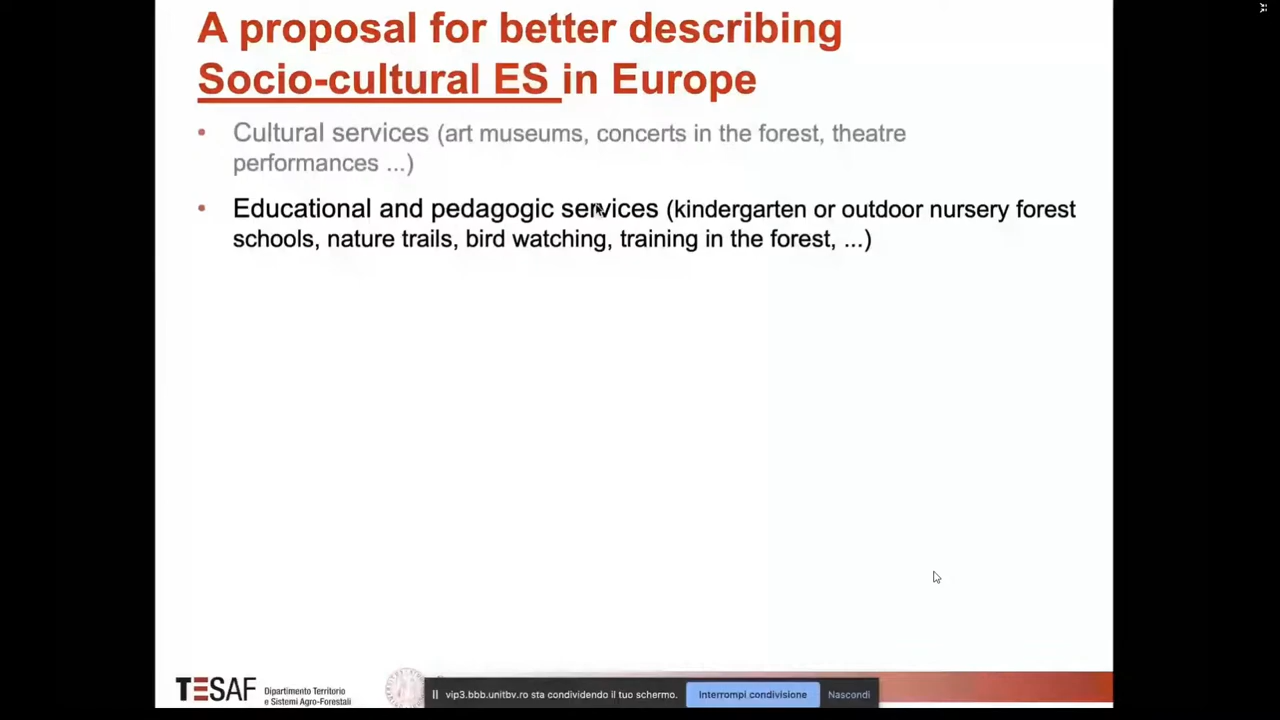 A proposal for better describing
Socio-cultural ES in Europe
• Cultural services (art museums, concerts in the forest, theatre
performances ...)
• Educational and pedagogic services (kindergarten or outdoor nursery forest
schools, nature trails, bird watching, training in the forest, ...)
TESAF Dipartimento Territorio
e Sistemi Agro-Forestali
vip3.bbb.unitbv.ro sta condividendo il tuo schermo. Interrompi condivisione Nascondi